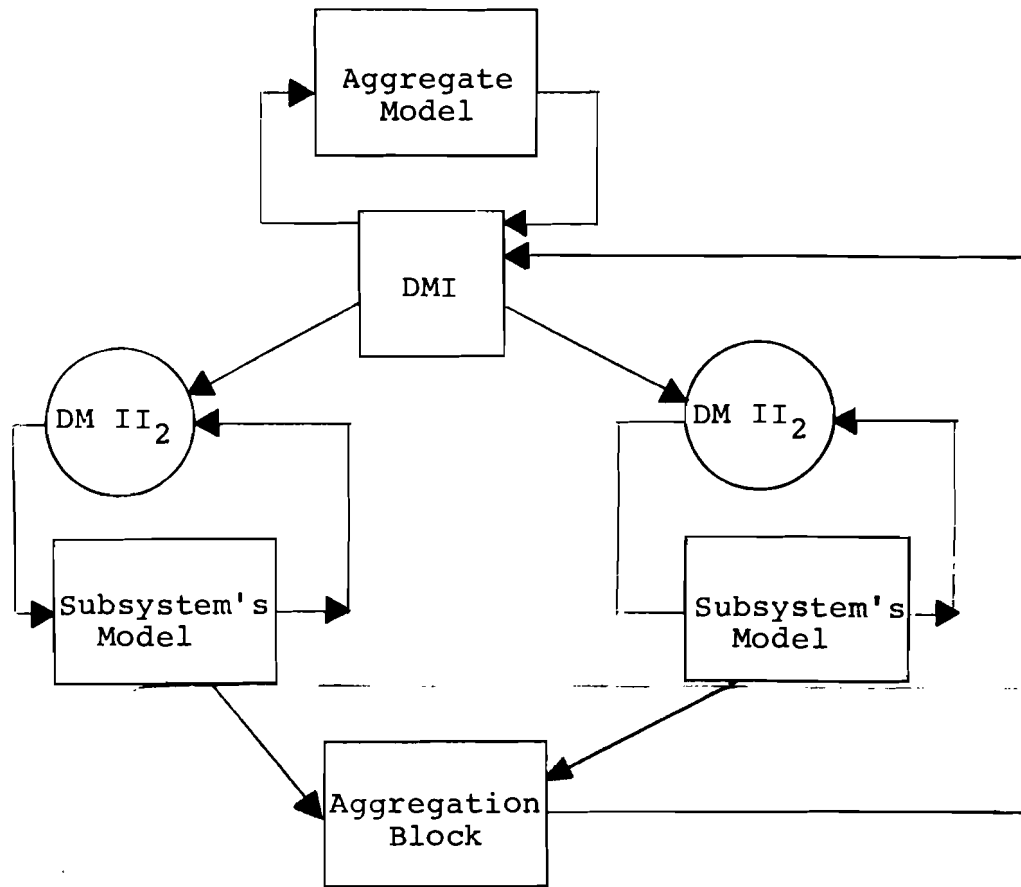 Aggregate
Model
DMI
DM II₂
DM II₂
Subsystem's
Model
Subsystem's
Model
Aggregation
Block